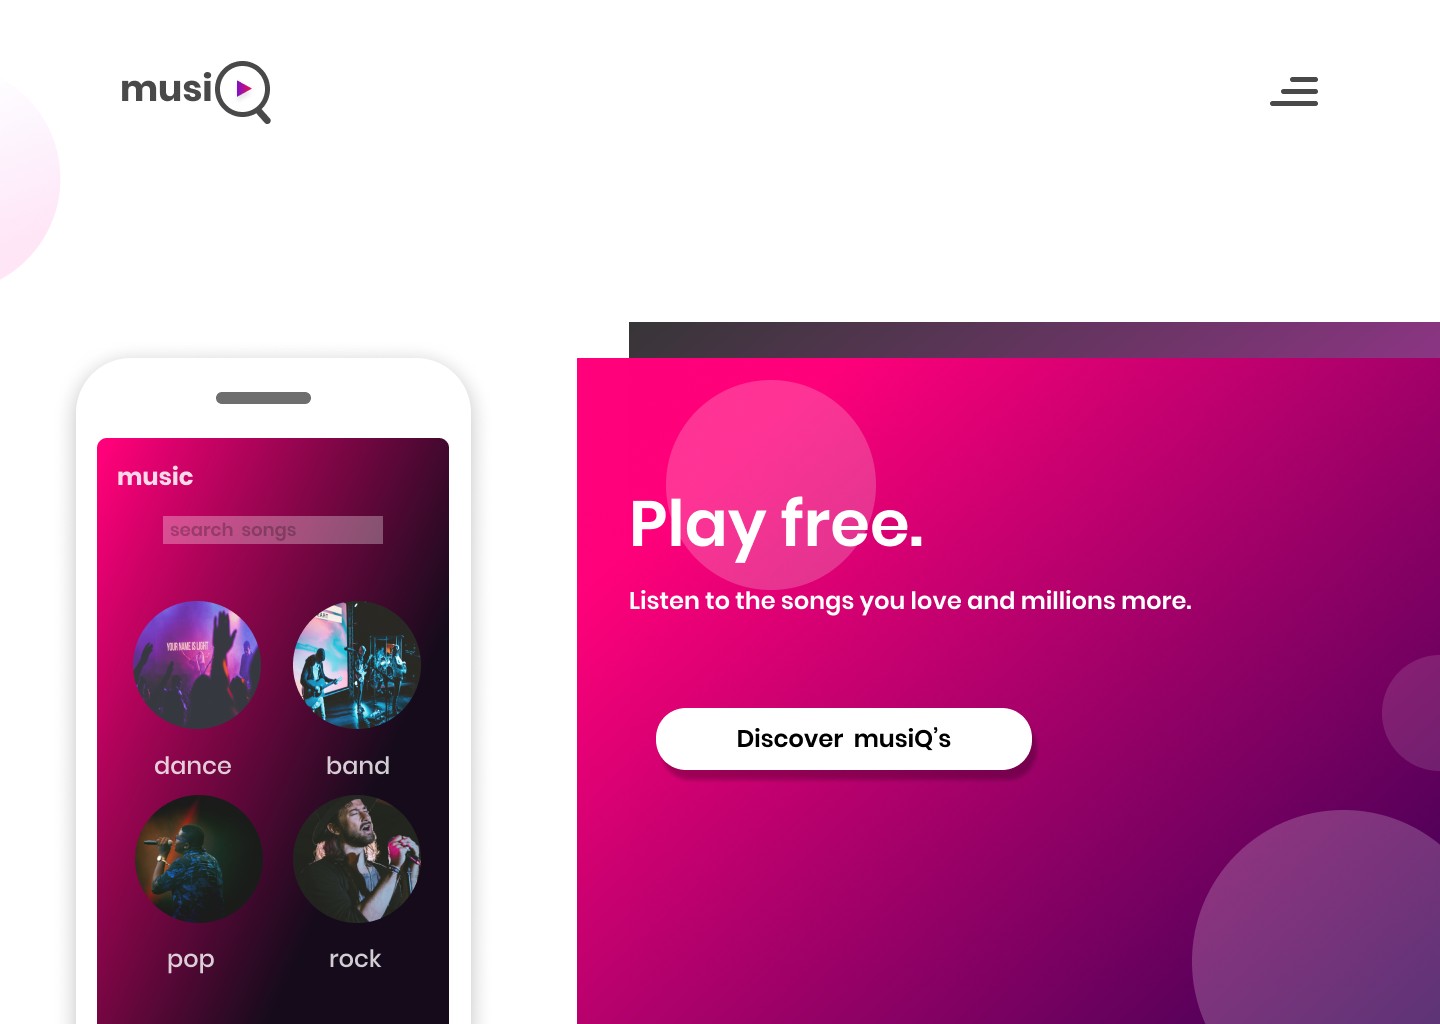 musiQ
music
search songs
YOUR NAME IS LIGHT
dance
band
pop
rock
Play free.
Listen to the songs you love and millions more.
Discover musiQ’s